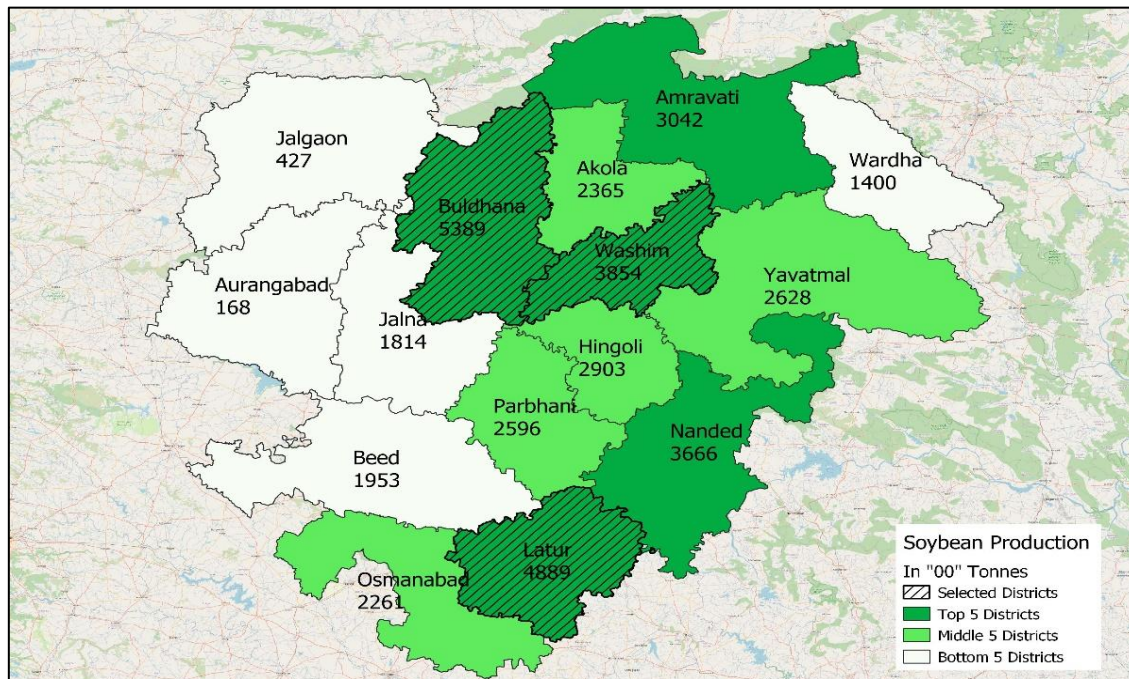 Amravati
3042
Jalgaon
427
Wardha
1400
Akola
2365
Buldhana
5389
Washim
3854
Yavatmal
2628
Aurangabad
168
Jalna
1814
Hingoli
2903
Parbhani
2596
Nanded
3666
Beed
1953
Latur
4889
Osmanabad
2261
Soybean Production
In "00" Tonnes
Selected Districts
Top 5 Districts
Middle 5 Districts
Bottom 5 Districts